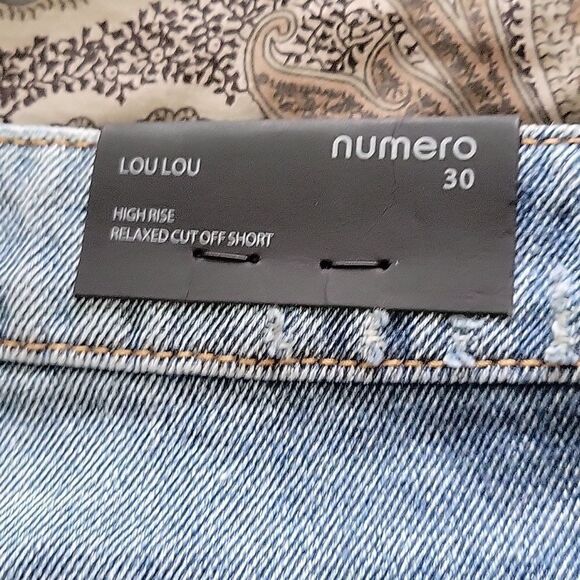 LOU LOU
numero
30
HIGH RISE
RELAXED CUT OFF SHORT